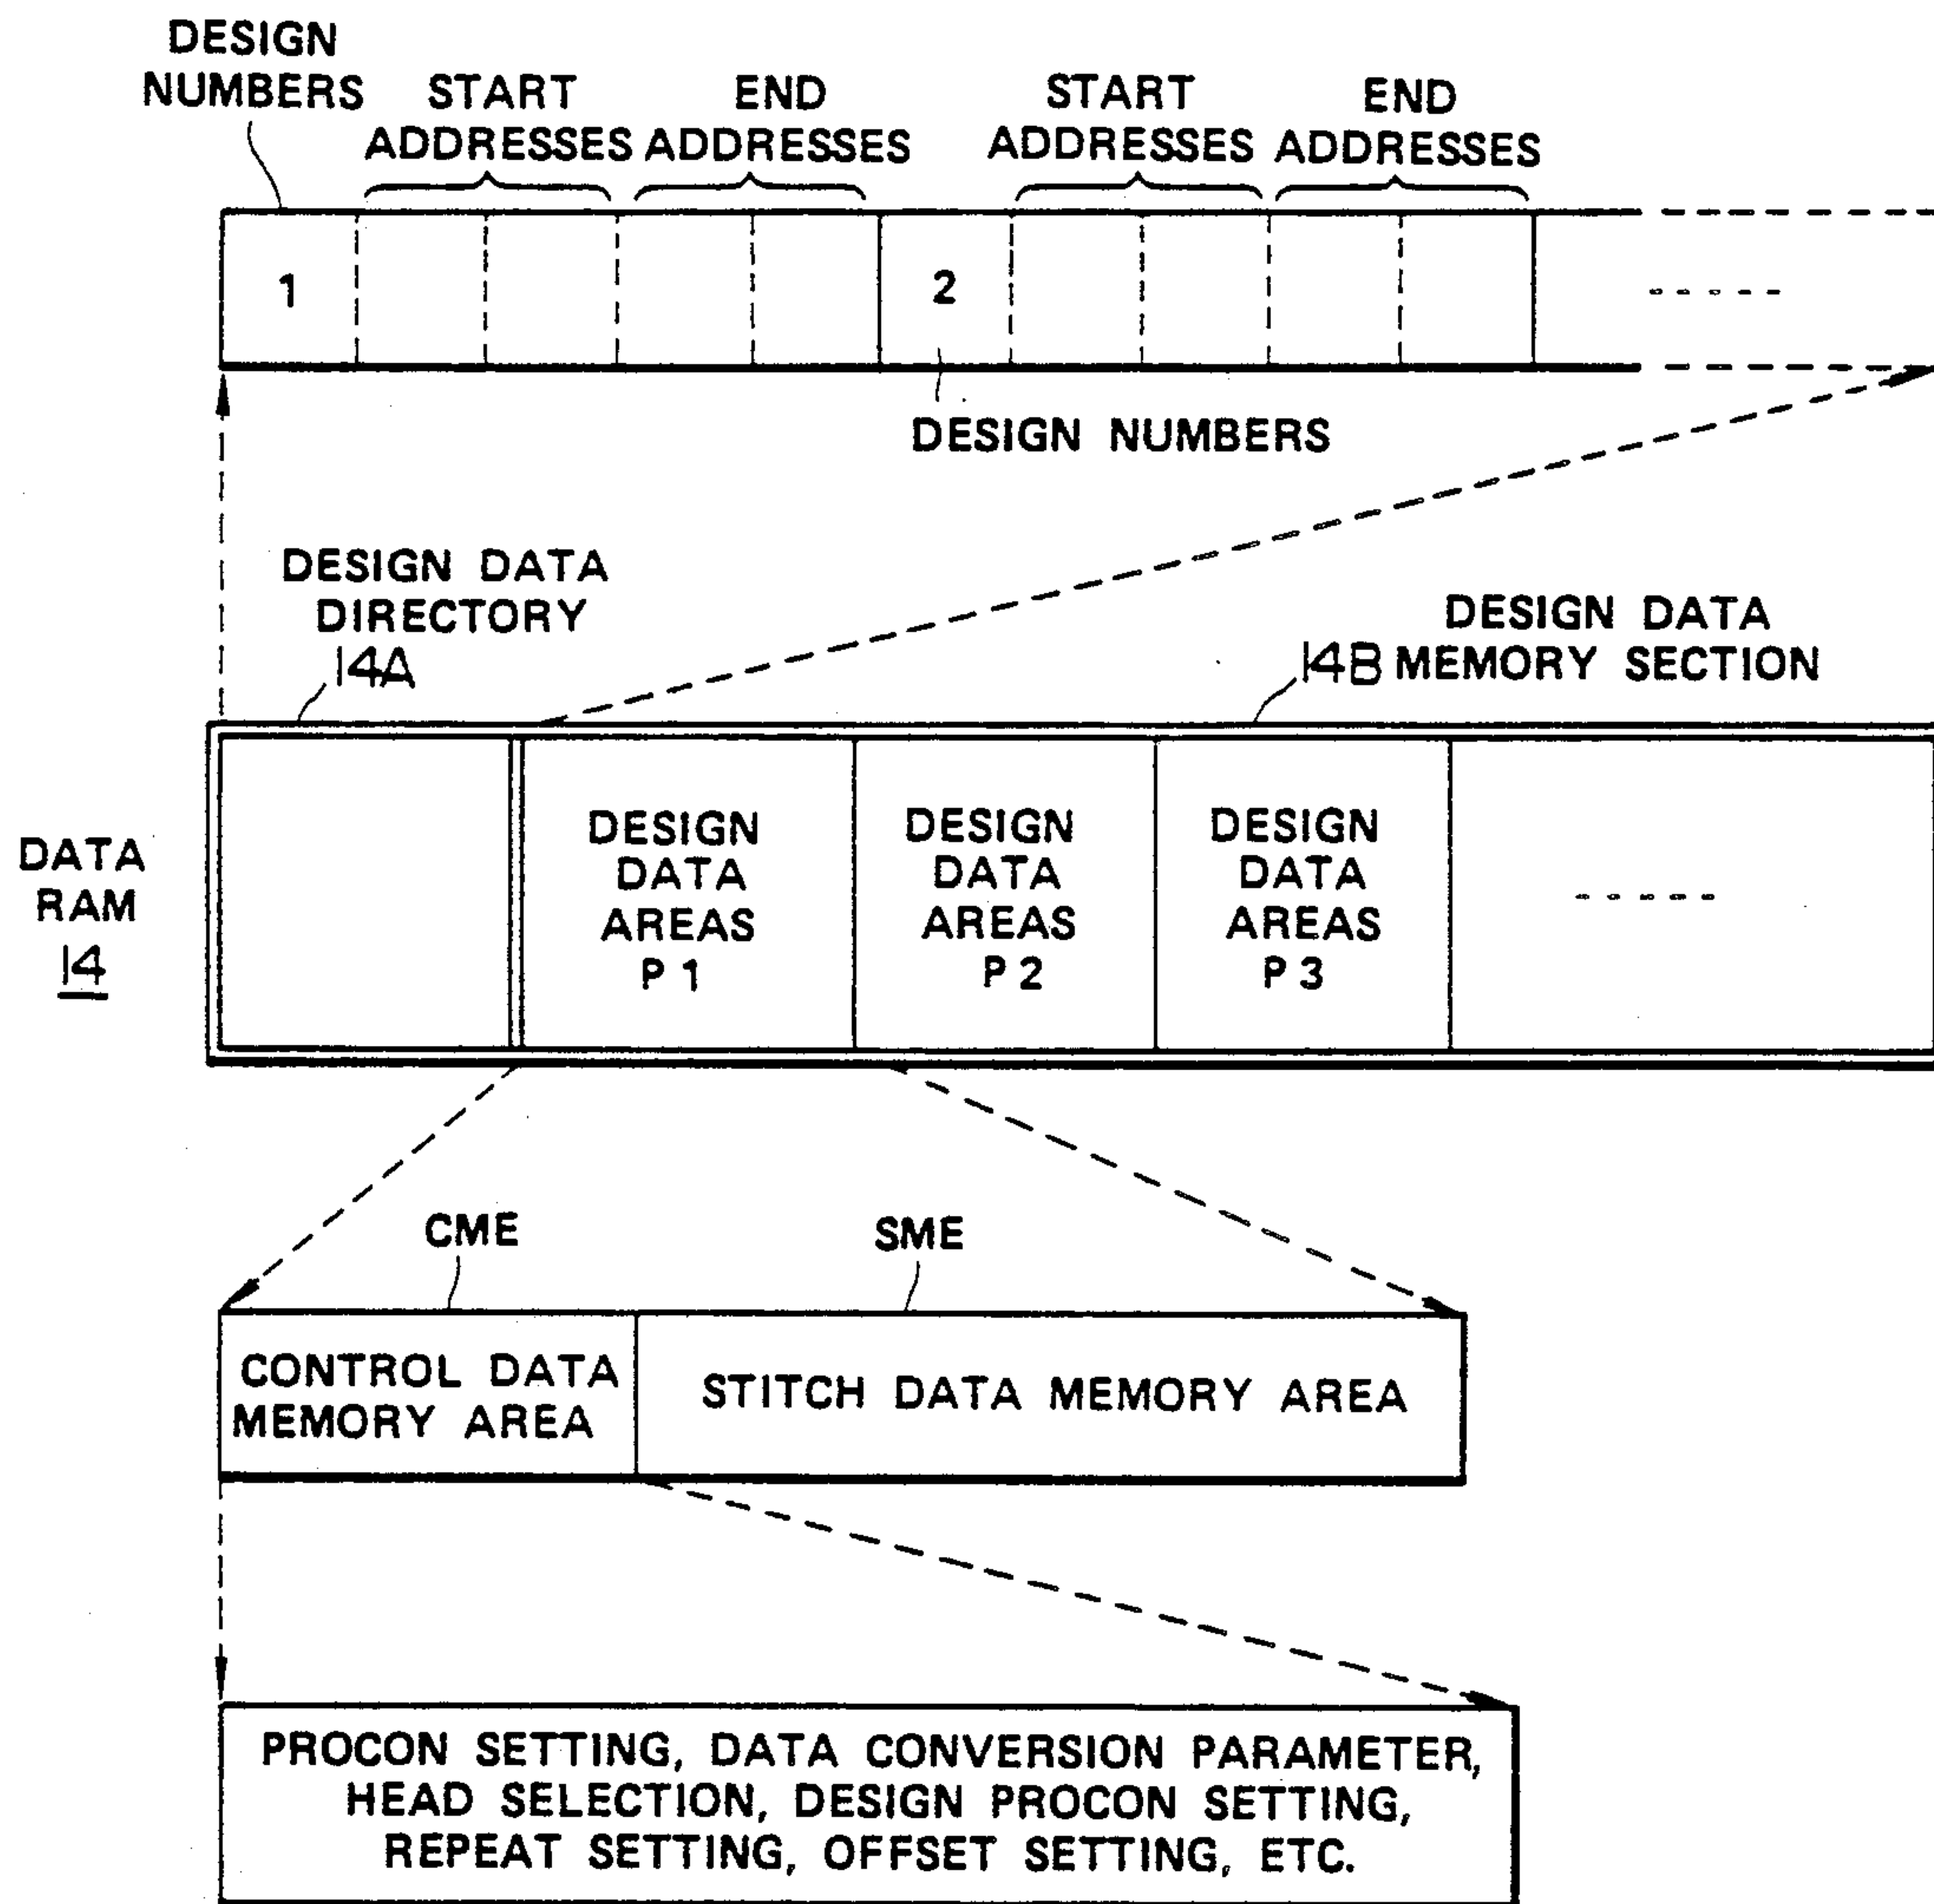 DESIGN
NUMBERS
START
ADDRESSES
END
ADDRESSES
START
ADDRESSES
END
ADDRESSES
1
2
DESIGN NUMBERS
DESIGN DATA
DIRECTORY
14A
DESIGN DATA
14B MEMORY SECTION
DATA
RAM
14
DESIGN
DATA
AREAS
P1
DESIGN
DATA
AREAS
P2
DESIGN
DATA
AREAS
P3
CME
SME
CONTROL DATA
MEMORY AREA
STITCH DATA MEMORY AREA
PROCON SETTING, DATA CONVERSION PARAMETER,
HEAD SELECTION, DESIGN PROCON SETTING,
REPEAT SETTING, OFFSET SETTING, ETC.